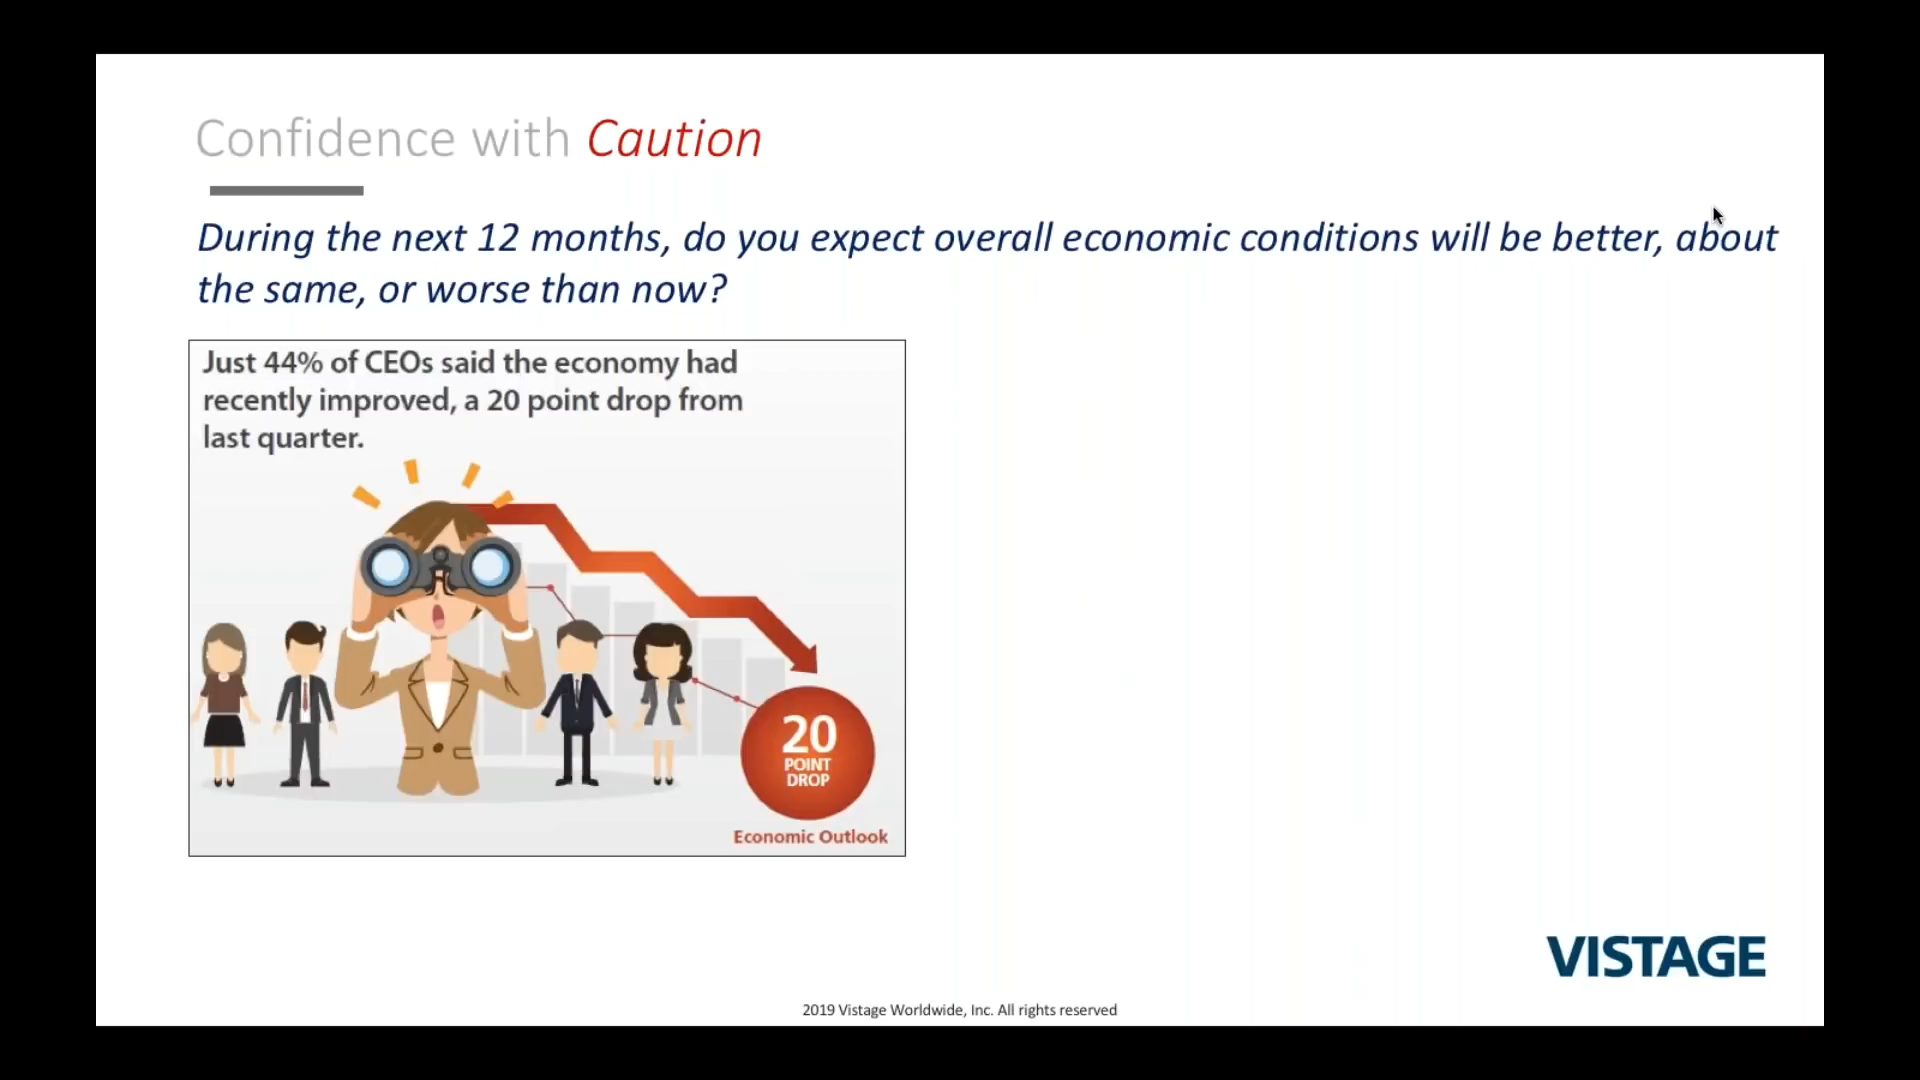 Confidence with Caution
During the next 12 months, do you expect overall economic conditions will be better, about
the same, or worse than now?
Just 44% of CEOs said the economy had
recently improved, a 20 point drop from
last quarter.
20
POINT
DROP
Economic Outlook
VISTAGE
2019 Vistage Worldwide, Inc. All rights reserved